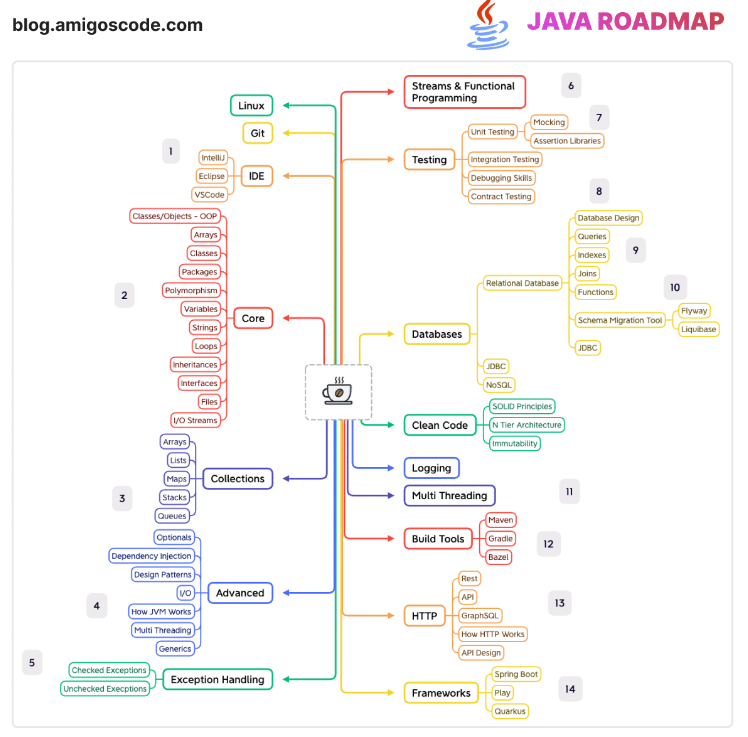 blog.amigoscode.com
JAVA ROADMAP
Linux
Git
1
IntelliJ
Eclipse
VSCode
IDE
Classes/Objects - OOP
Arrays
Classes
Packages
Polymorphism
Variables
Strings
Loops
Inheritances
Interfaces
Files
I/O Streams
2
Core
Arrays
Lists
Maps
Stacks
Queues
3
Collections
Optionals
Dependency Injection
Design Patterns
I/O
How JVM Works
Multi Threading
Generics
4
Advanced
5
Checked Exceptions
Unchecked Exeptions
Exception Handling
Streams & Functional
Programming
6
Testing
Unit Testing
Mocking
Assertion Libraries
7
Integration Testing
Debugging Skills
Contract Testing
8
Databases
Relational Database
Database Design
Queries
Indexes
Joins
Functions
9
10
Schema Migration Tool
Flyway
Liquibase
JDBC
JDBC
NoSQL
Clean Code
SOLID Principles
N Tier Architecture
Immutability
Logging
Multi Threading
11
Build Tools
Maven
Gradle
Bazel
12
HTTP
Rest
API
GraphSQL
How HTTP Works
API Design
13
Frameworks
Spring Boot
Play
Quarkus
14